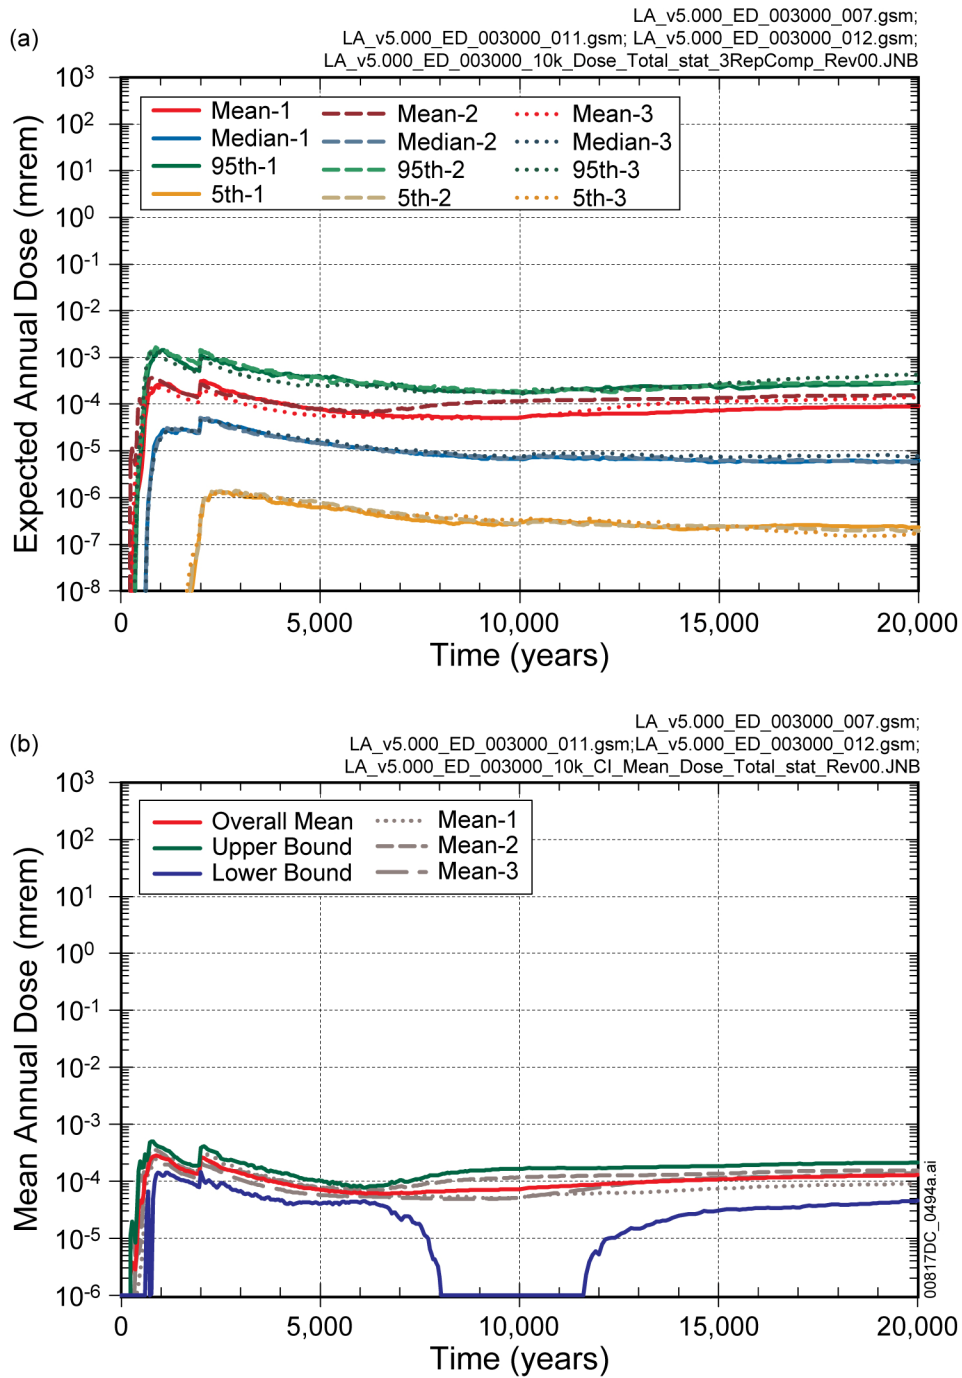 LA_v5.000_ED_003000_007.gsm;
(a)
LA_v5.000_ED_003000_011.gsm; LA_v5.000_ED_003000_012.gsm;
LA_v5.000_ED_003000_10k_Dose_Total_stat_3RepComp_Rev00.JNB
Expected Annual Dose (mrem)
10³
10²
10¹
10⁰
10⁻¹
10⁻²
10⁻³
10⁻⁴
10⁻⁵
10⁻⁶
10⁻⁷
10⁻⁸
Mean-1 Mean-2 Mean-3
Median-1 Median-2 Median-3
95th-1 95th-2 95th-3
5th-1 5th-2 5th-3
0 5,000 10,000 15,000 20,000
Time (years)
LA_v5.000_ED_003000_007.gsm;
(b)
LA_v5.000_ED_003000_011.gsm;LA_v5.000_ED_003000_012.gsm;
LA_v5.000_ED_003000_10k_CI_Mean_Dose_Total_stat_Rev00.JNB
Mean Annual Dose (mrem)
10³
10²
10¹
10⁰
10⁻¹
10⁻²
10⁻³
10⁻⁴
10⁻⁵
10⁻⁶
Overall Mean Mean-1
Upper Bound Mean-2
Lower Bound Mean-3
0 5,000 10,000 15,000 20,000
Time (years)
00817DC_0494a.ai